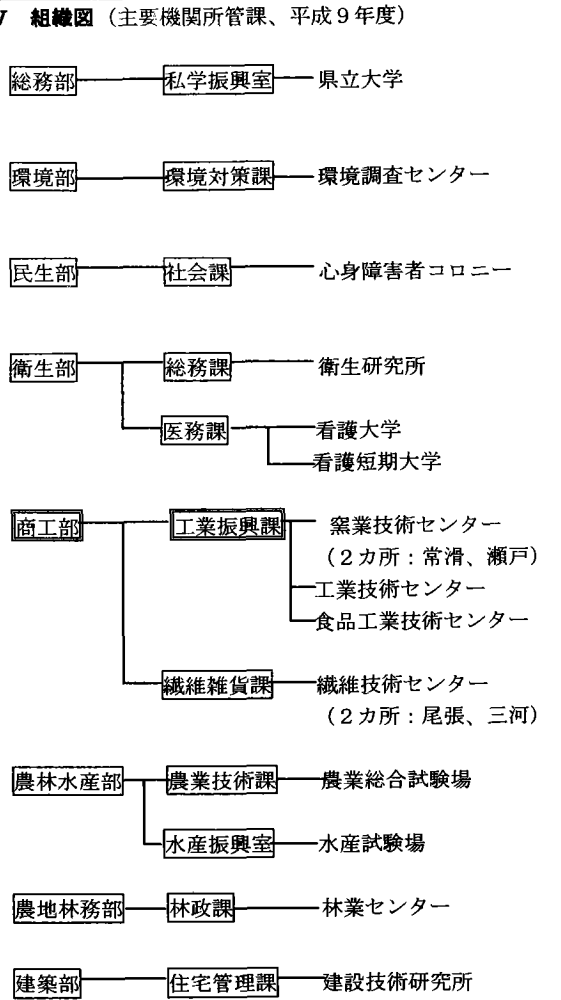 組織図（主要機関所管課、平成９年度）
総務部 私学振興室 県立大学
環境部 環境対策課 環境調査センター
民生部 社会課 心身障害者コロニー
衛生部 総務課 衛生研究所
医務課 看護大学
看護短期大学
商工部 工業振興課 窯業技術センター
（２カ所：常滑、瀬戸）
工業技術センター
食品工業技術センター
繊維雑貨課 繊維技術センター
（２カ所：尾張、三河）
農林水産部 農業技術課 農業総合試験場
水産振興室 水産試験場
農地林務部 林政課 林業センター
建築部 住宅管理課 建設技術研究所